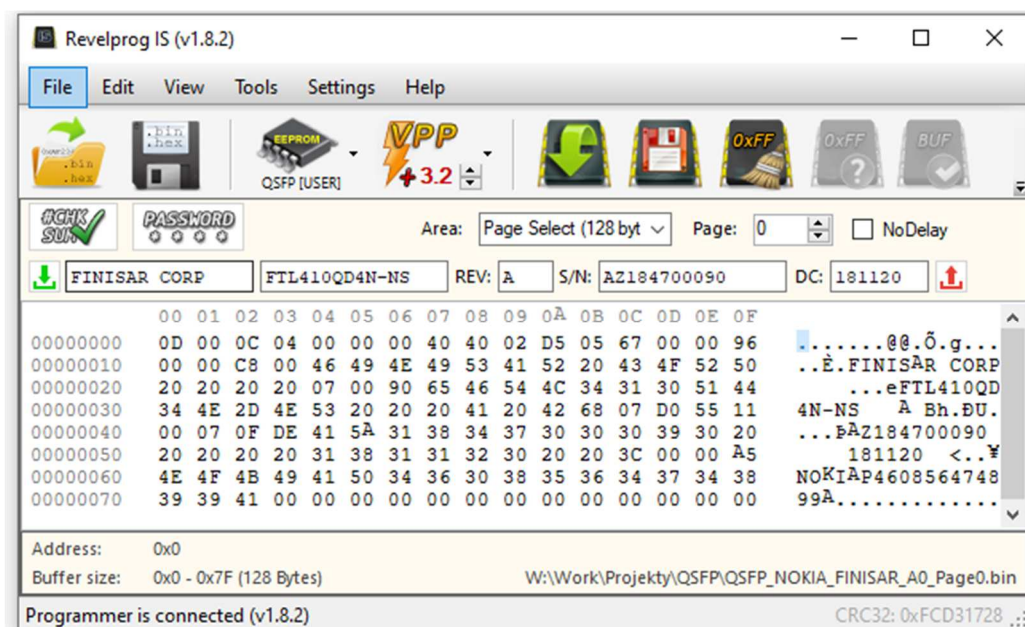 Revelprog IS (v1.8.2)
File Edit View Tools Settings Help
.bin .hex
.bin .hex
EEPROM
QSFP [USER]
VPP
+ 3.2
0xFF
0xFF ?
BUF
#CHK SUM
PASSWORD
Area: Page Select (128 byt
Page: 0
NoDelay
FINISAR CORP FTL410QD4N-NS REV: A S/N: AZ184700090 DC: 181120
00 01 02 03 04 05 06 07 08 09 0A 0B 0C 0D 0E 0F
00000000 0D 00 0C 04 00 00 00 40 40 02 D5 05 67 00 00 96 .......@@.Õ.g...
00000010 00 00 C8 00 46 49 4E 49 53 41 52 20 43 4F 52 50 ..È.FINISAR CORP
00000020 20 20 20 20 07 00 90 65 46 54 4C 34 31 30 51 44 ...eFTL410QD
00000030 34 4E 2D 4E 53 20 20 20 41 20 42 68 07 D0 55 11 4N-NS A Bh.ÐU.
00000040 00 07 0F DE 41 5A 31 38 34 37 30 30 30 39 30 20 ...ÞAZ184700090
00000050 20 20 20 20 31 38 31 31 32 30 20 20 3C 00 00 A5 181120 <..¥
00000060 4E 4F 4B 49 41 50 34 36 30 38 35 36 34 37 34 38 NOKIAP4608564748
00000070 39 39 41 00 00 00 00 00 00 00 00 00 00 00 00 00 99A.............
Address: 0x0
Buffer size: 0x0 - 0x7F (128 Bytes) W:\Work\Projekty\QSFP\QSFP_NOKIA_FINISAR_A0_Page0.bin
Programmer is connected (v1.8.2) CRC32: 0xFCD31728